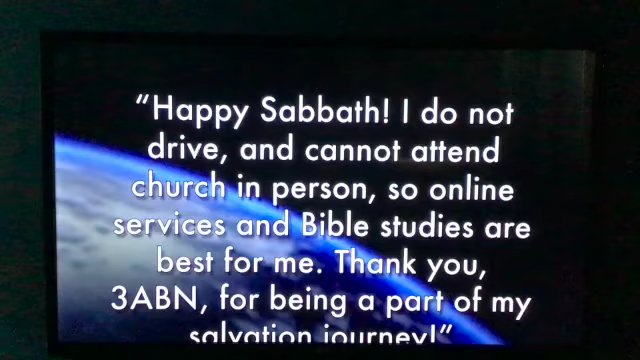 “Happy Sabbath! I do not
drive, and cannot attend
church in person, so online
services and Bible studies are
best for me. Thank you,
3ABN, for being a part of my
salvation journey!”